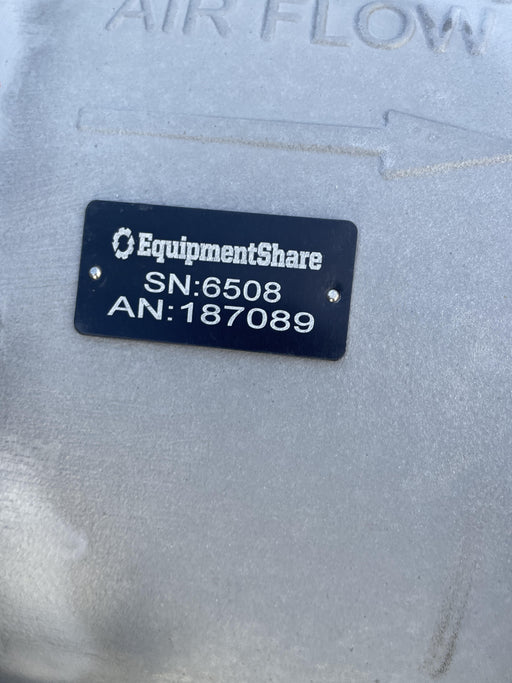 AIR FLOW
EquipmentShare
SN:6508
AN:187089